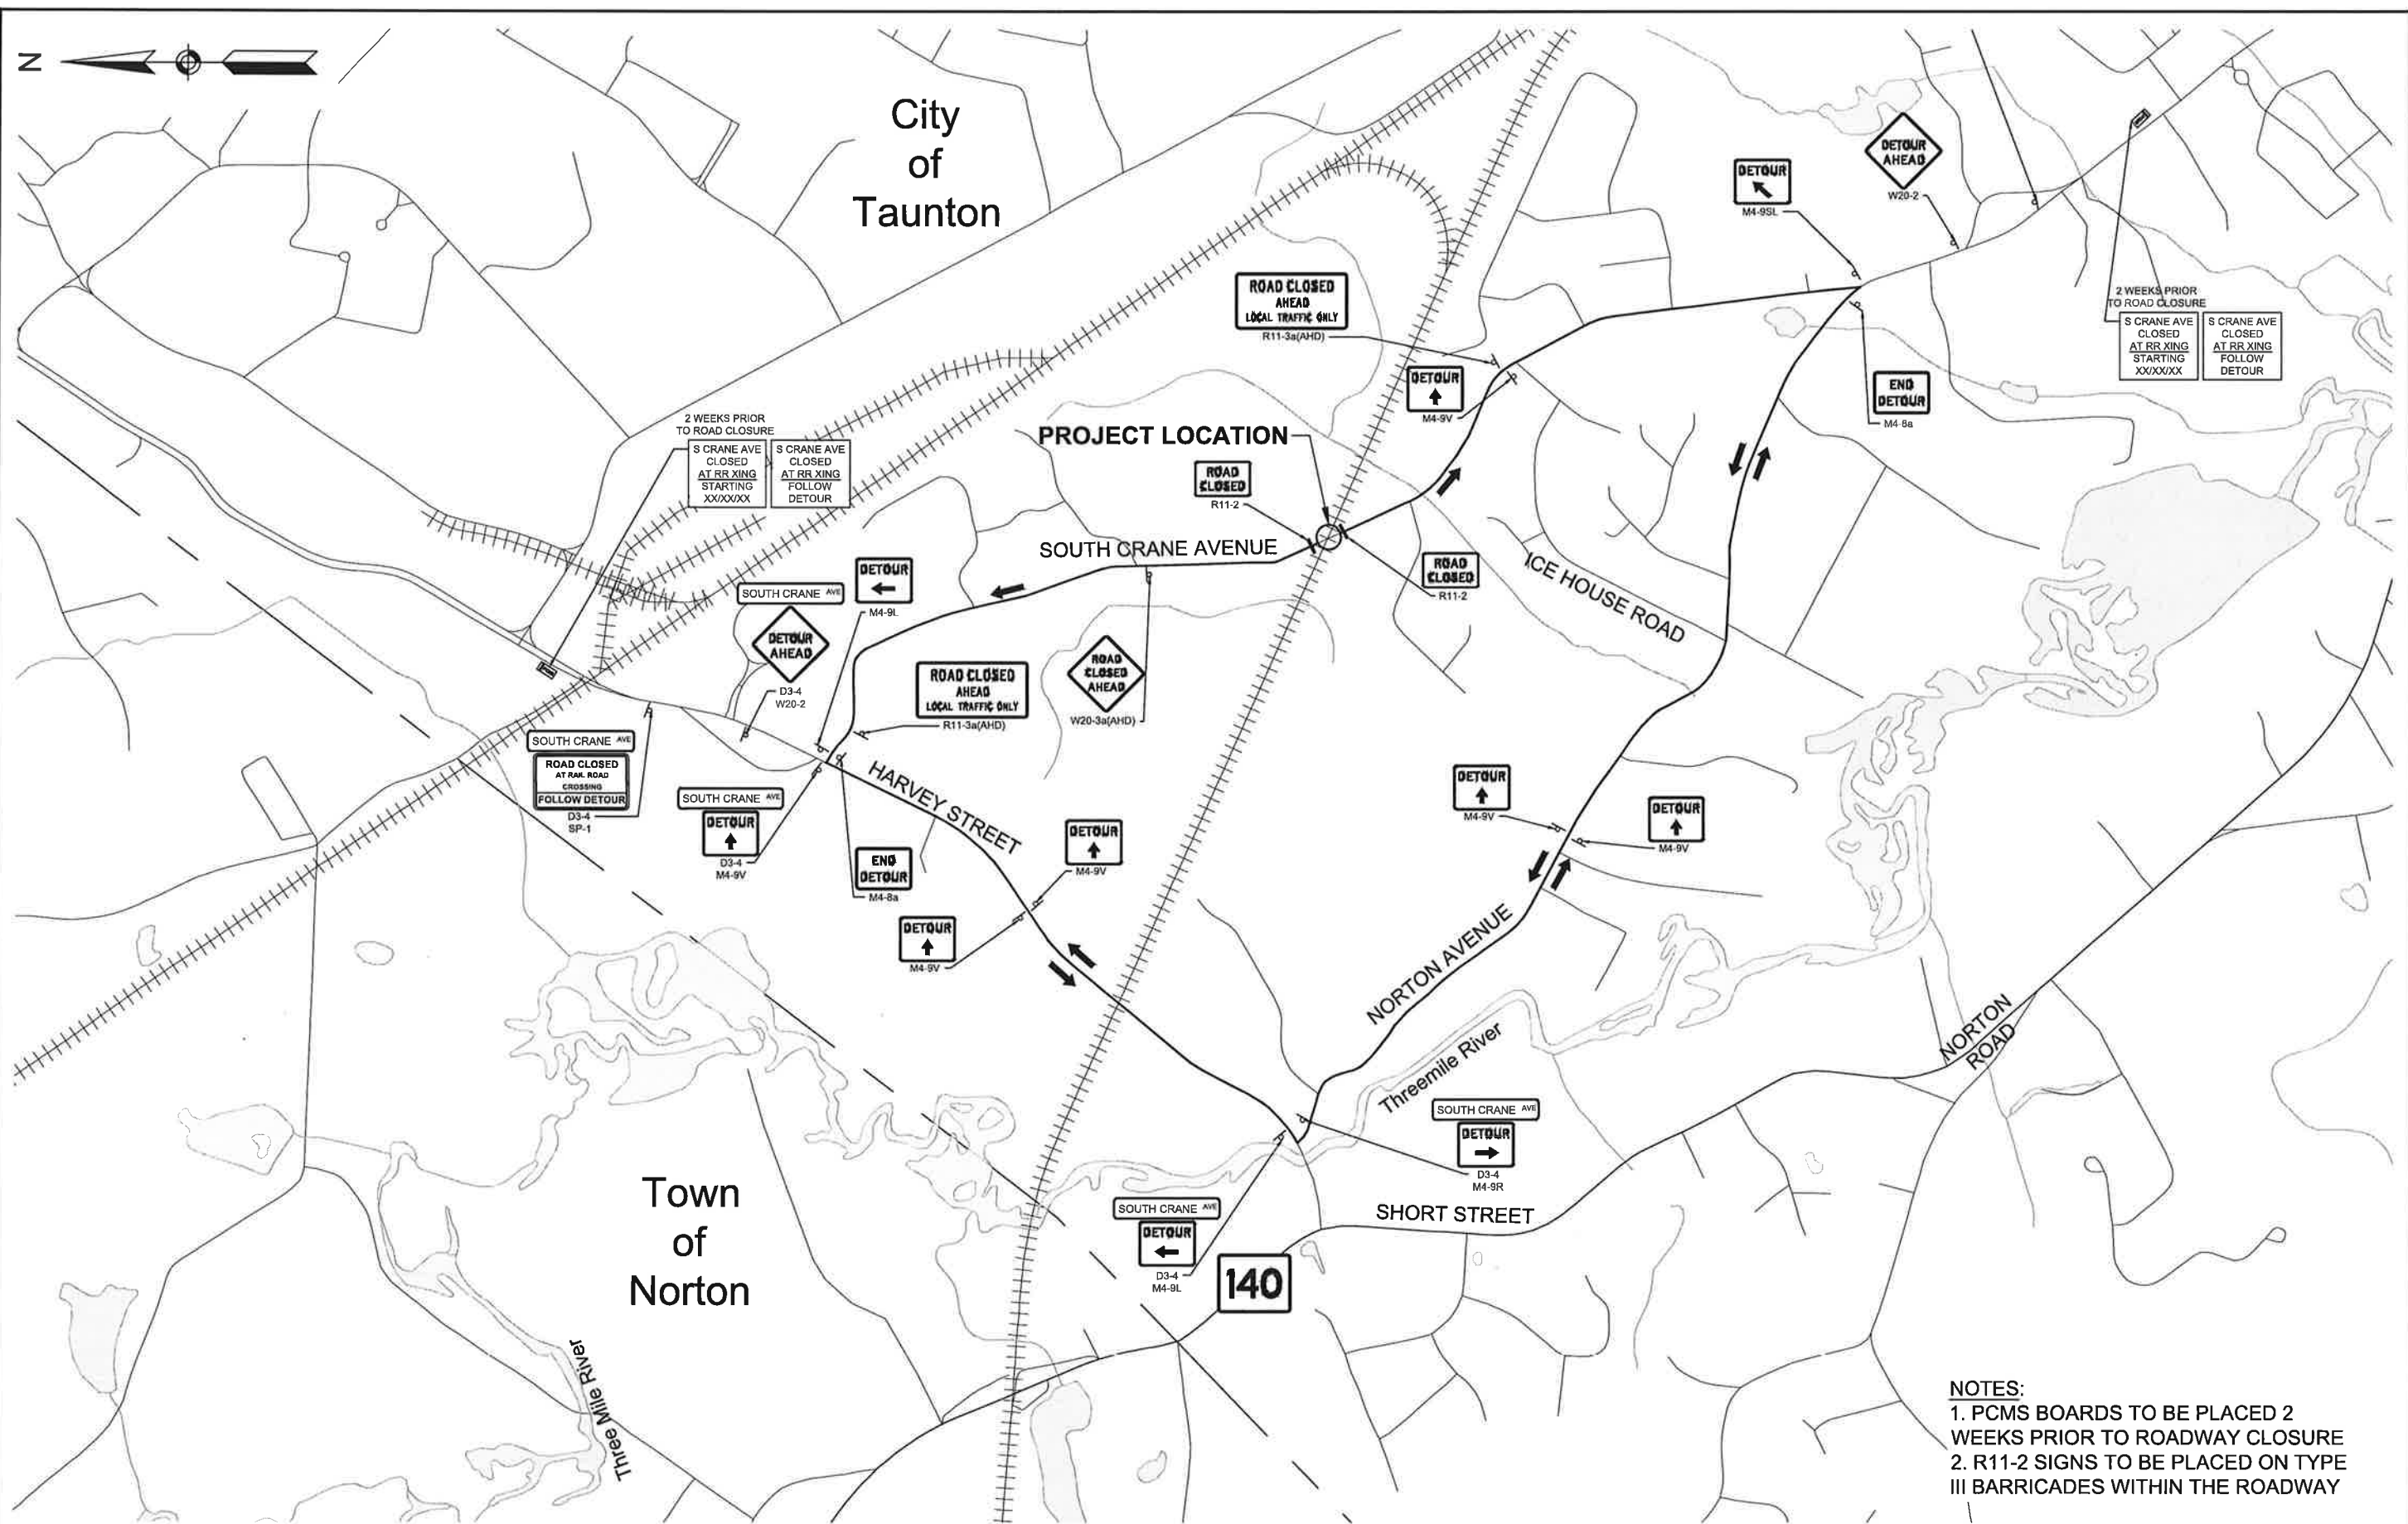 N
City
of
Taunton
DETOUR
M4-9SL
DETOUR
AHEAD
W20-2
2 WEEKS PRIOR
TO ROAD CLOSURE
S CRANE AVE
CLOSED
AT RR XING
STARTING
XX/XX/XX
S CRANE AVE
CLOSED
AT RR XING
FOLLOW
DETOUR
ROAD CLOSED
AHEAD
LOCAL TRAFFIC ONLY
R11-3a(AHD)
DETOUR
M4-9V
END
DETOUR
M4-8a
2 WEEKS PRIOR
TO ROAD CLOSURE
S CRANE AVE
CLOSED
AT RR XING
STARTING
XX/XX/XX
S CRANE AVE
CLOSED
AT RR XING
FOLLOW
DETOUR
PROJECT LOCATION
ROAD
CLOSED
R11-2
SOUTH CRANE AVENUE
ROAD
CLOSED
R11-2
ICE HOUSE ROAD
SOUTH CRANE AVE
DETOUR
AHEAD
D3-4
W20-2
DETOUR
M4-9L
ROAD CLOSED
AHEAD
LOCAL TRAFFIC ONLY
R11-3a(AHD)
ROAD
CLOSED
AHEAD
W20-3a(AHD)
SOUTH CRANE AVE
ROAD CLOSED
AT RAIL ROAD
CROSSING
FOLLOW DETOUR
D3-4
SP-1
SOUTH CRANE AVE
DETOUR
D3-4
M4-9V
HARVEY STREET
END
DETOUR
M4-8a
DETOUR
M4-9V
DETOUR
M4-9V
DETOUR
M4-9V
DETOUR
M4-9V
NORTON AVENUE
Threemile River
NORTON
ROAD
SOUTH CRANE AVE
DETOUR
D3-4
M4-9R
SHORT STREET
SOUTH CRANE AVE
DETOUR
D3-4
M4-9L
140
Town
of
Norton
Three Mile River
NOTES:
1. PCMS BOARDS TO BE PLACED 2
WEEKS PRIOR TO ROADWAY CLOSURE
2. R11-2 SIGNS TO BE PLACED ON TYPE
III BARRICADES WITHIN THE ROADWAY